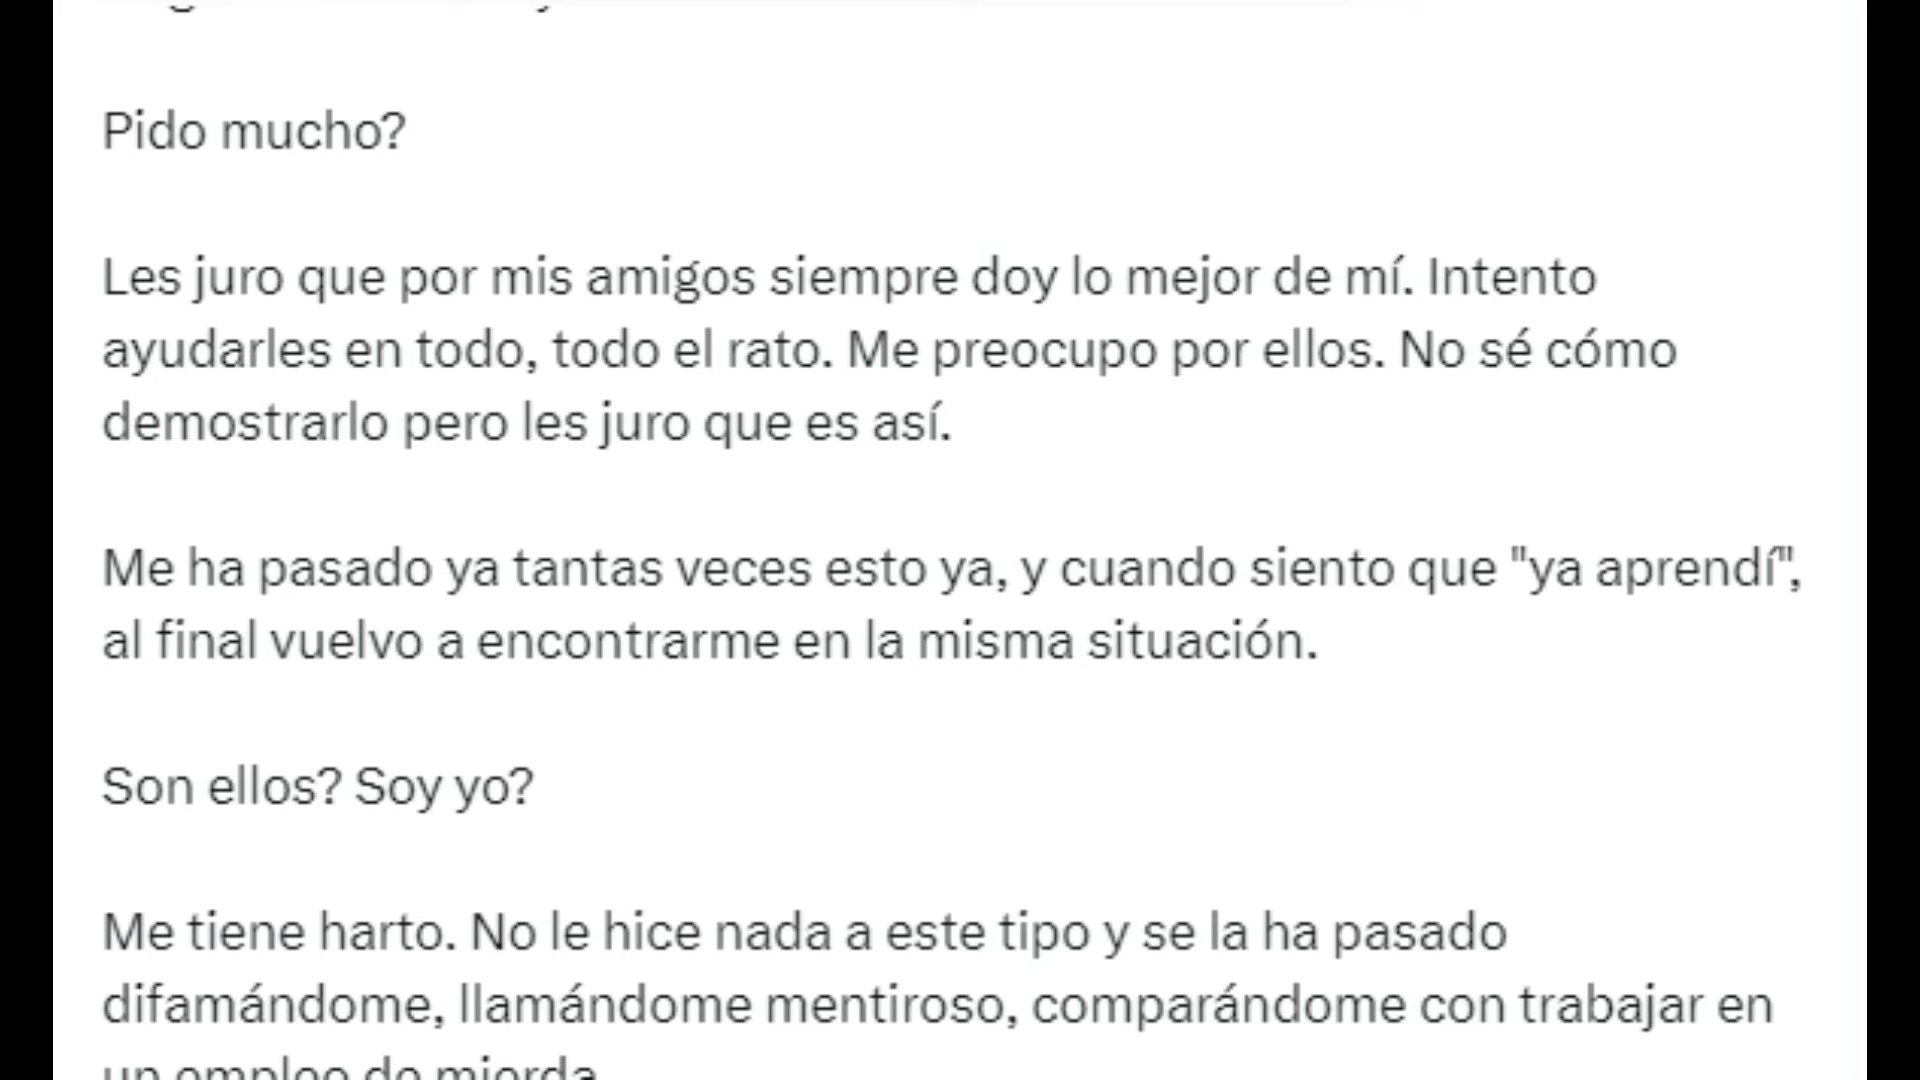 Pido mucho?
Les juro que por mis amigos siempre doy lo mejor de mí. Intento
ayudarles en todo, todo el rato. Me preocupo por ellos. No sé cómo
demostrarlo pero les juro que es así.
Me ha pasado ya tantas veces esto ya, y cuando siento que "ya aprendí",
al final vuelvo a encontrarme en la misma situación.
Son ellos? Soy yo?
Me tiene harto. No le hice nada a este tipo y se la ha pasado
difamándome, llamándome mentiroso, comparándome con trabajar en
un empleo de mierda